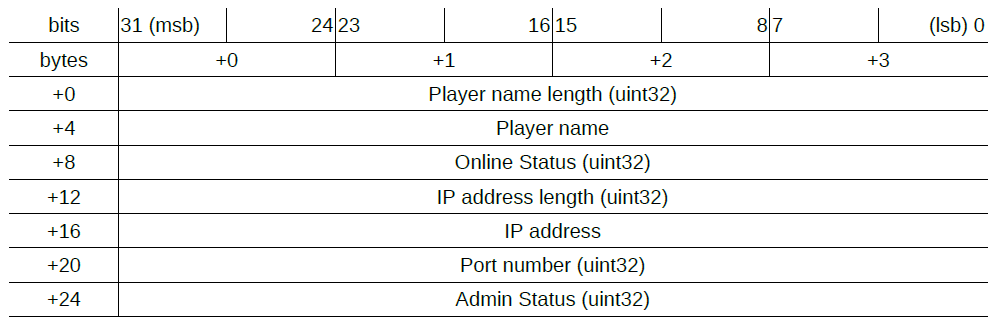 bits 31 (msb) 24 23 16 15 8 7 (lsb) 0
bytes +0 +1 +2 +3
+0 Player name length (uint32)
+4 Player name
+8 Online Status (uint32)
+12 IP address length (uint32)
+16 IP address
+20 Port number (uint32)
+24 Admin Status (uint32)